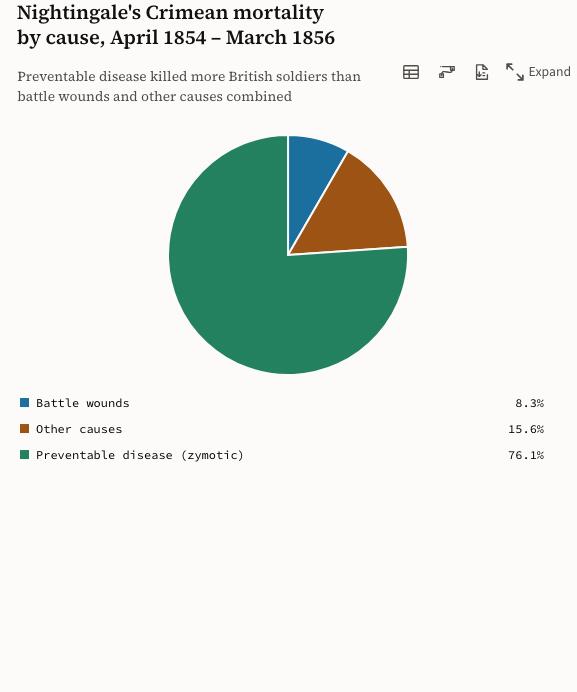 Nightingale's Crimean mortality
by cause, April 1854 – March 1856
Preventable disease killed more British soldiers than
battle wounds and other causes combined
Expand
Battle wounds 8.3%
Other causes 15.6%
Preventable disease (zymotic) 76.1%